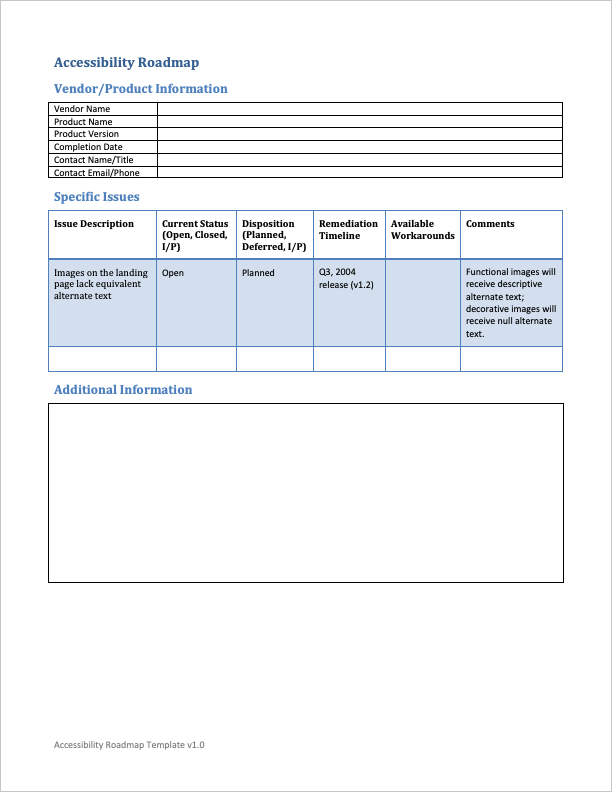 Accessibility Roadmap
Vendor/Product Information
Vendor Name
Product Name
Product Version
Completion Date
Contact Name/Title
Contact Email/Phone
Specific Issues
Issue Description
Current Status
(Open, Closed,
I/P)
Disposition
(Planned,
Deferred, I/P)
Remediation
Timeline
Available
Workarounds
Comments
Images on the landing
page lack equivalent
alternate text
Open
Planned
Q3, 2004
release (v1.2)
Functional images will
receive descriptive
alternate text;
decorative images will
receive null alternate
text.
Additional Information
Accessibility Roadmap Template v1.0